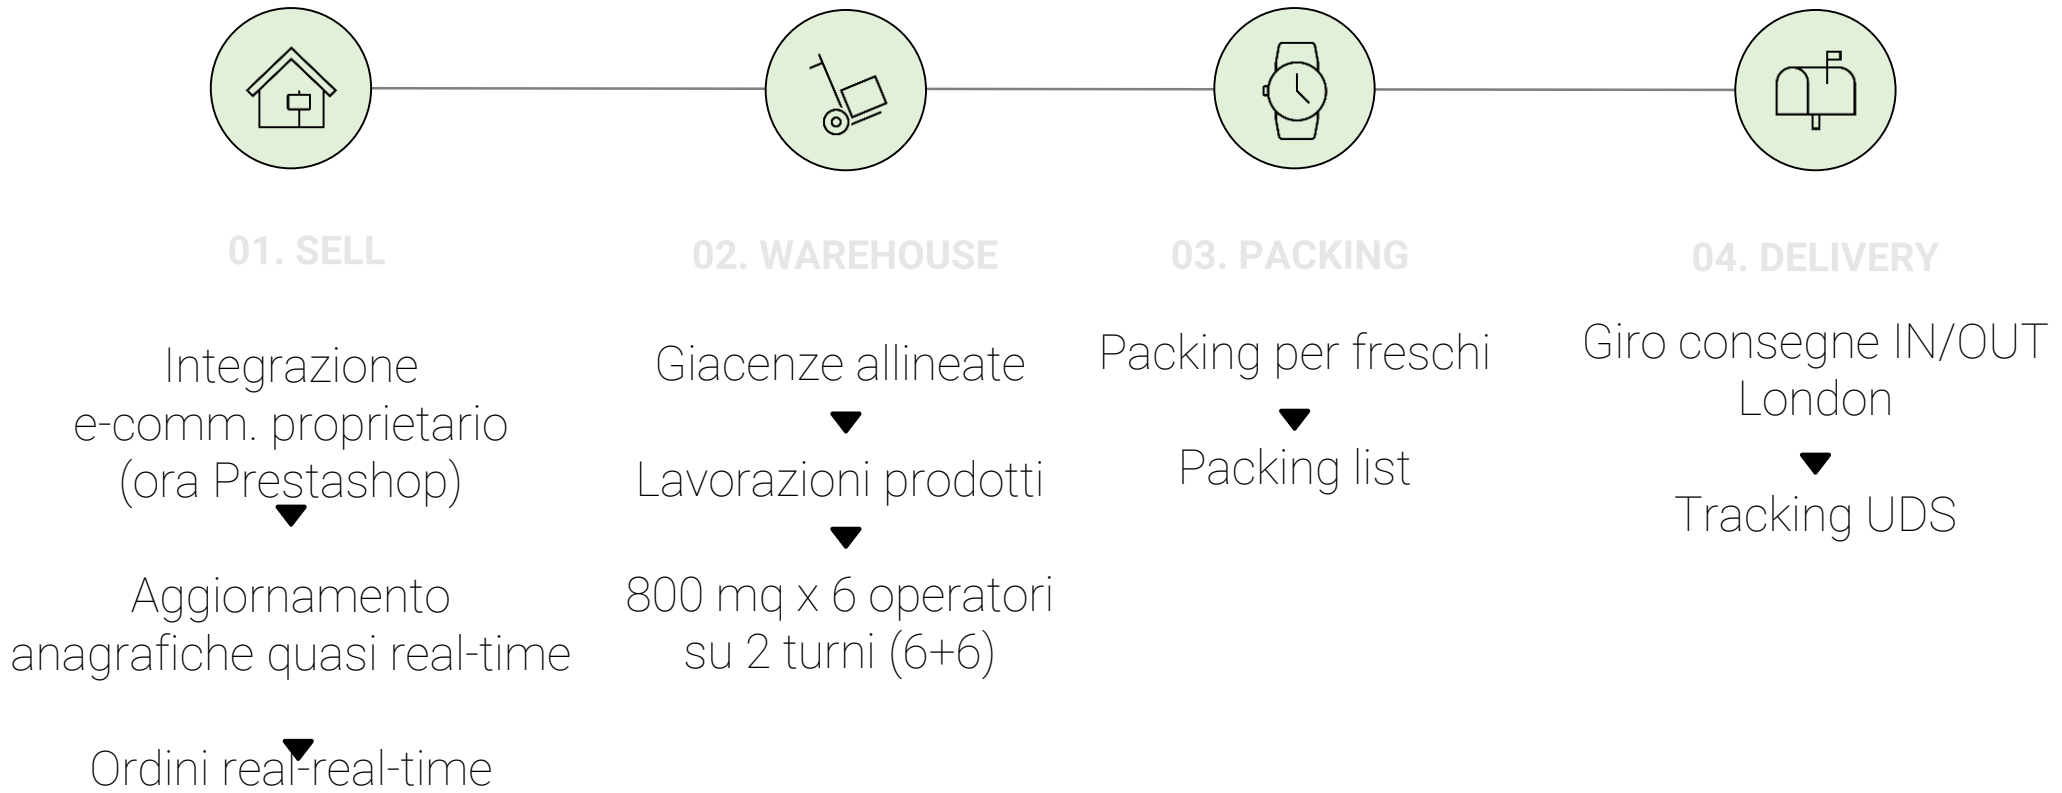 01. SELL
Integrazione
e-comm. proprietario
(ora Prestashop)
Aggiornamento
anagrafiche quasi real-time
Ordini real-real-time
02. WAREHOUSE
Giacenze allineate
Lavorazioni prodotti
800 mq x 6 operatori
su 2 turni (6+6)
03. PACKING
Packing per freschi
Packing list
04. DELIVERY
Giro consegne IN/OUT
London
Tracking UDS